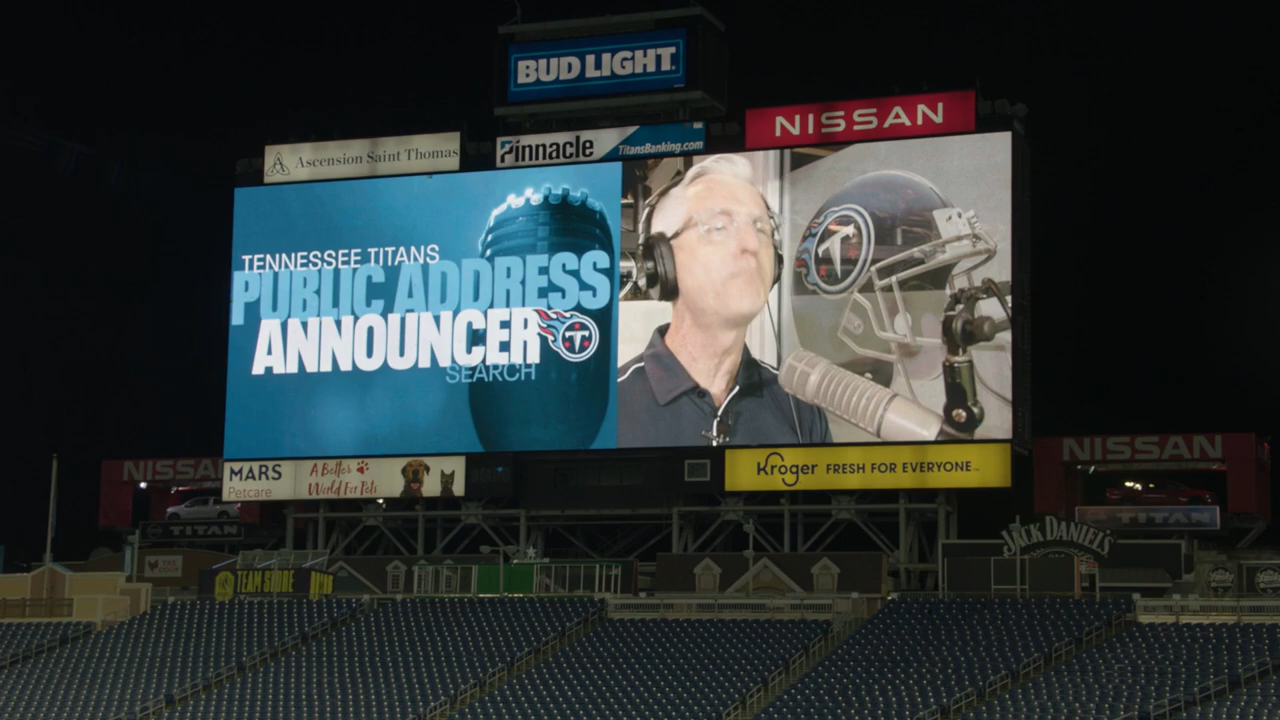 BUD LIGHT
Ascension Saint Thomas
Pinnacle
TitansBanking.com
NISSAN
TENNESSEE TITANS
PUBLIC ADDRESS
ANNOUNCER
SEARCH
MARS
Petcare
A Better
World For Pets
Kroger FRESH FOR EVERYONE
NISSAN
TITAN
NISSAN
TITAN
JACK DANIEL'S
TEAM STORE